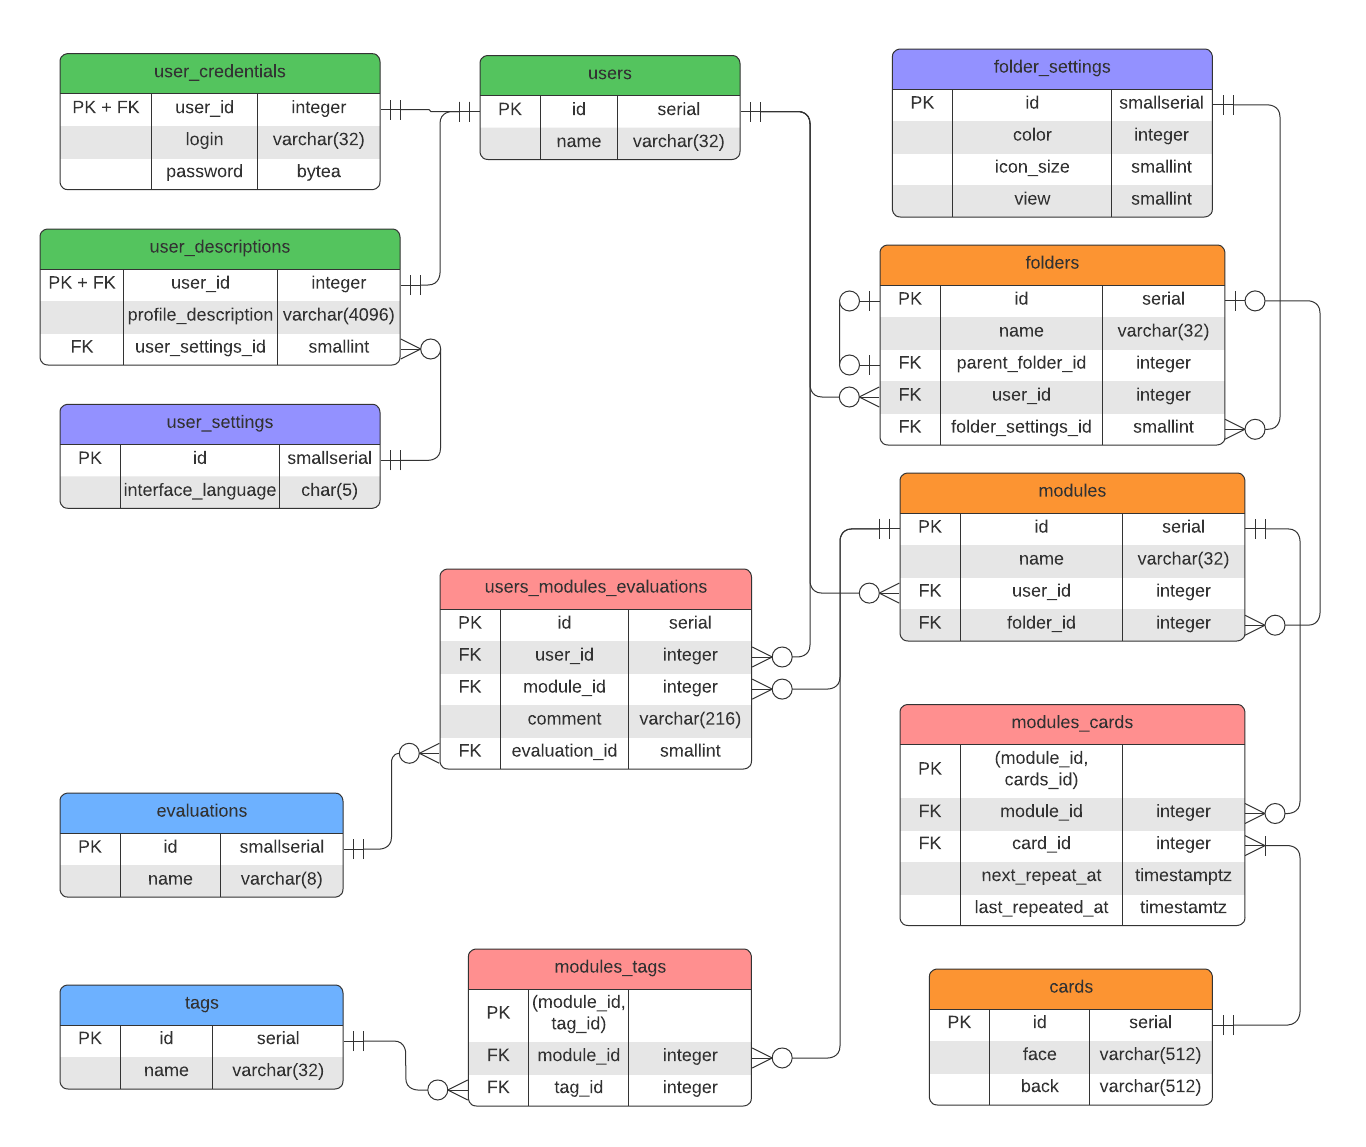 user_credentials
PK + FK user_id integer
login varchar(32)
password bytea
users
PK id serial
name varchar(32)
folder_settings
PK id smallserial
color integer
icon_size smallint
view smallint
user_descriptions
PK + FK user_id integer
profile_description varchar(4096)
FK user_settings_id smallint
folders
PK id serial
name varchar(32)
FK parent_folder_id integer
FK user_id integer
FK folder_settings_id smallint
user_settings
PK id smallserial
interface_language char(5)
modules
PK id serial
name varchar(32)
FK user_id integer
FK folder_id integer
users_modules_evaluations
PK id serial
FK user_id integer
FK module_id integer
comment varchar(216)
FK evaluation_id smallint
modules_cards
PK (module_id,
cards_id)
FK module_id integer
FK card_id integer
next_repeat_at timestamptz
last_repeated_at timestamtz
evaluations
PK id smallserial
name varchar(8)
modules_tags
PK (module_id,
tag_id)
FK module_id integer
FK tag_id integer
tags
PK id serial
name varchar(32)
cards
PK id serial
face varchar(512)
back varchar(512)